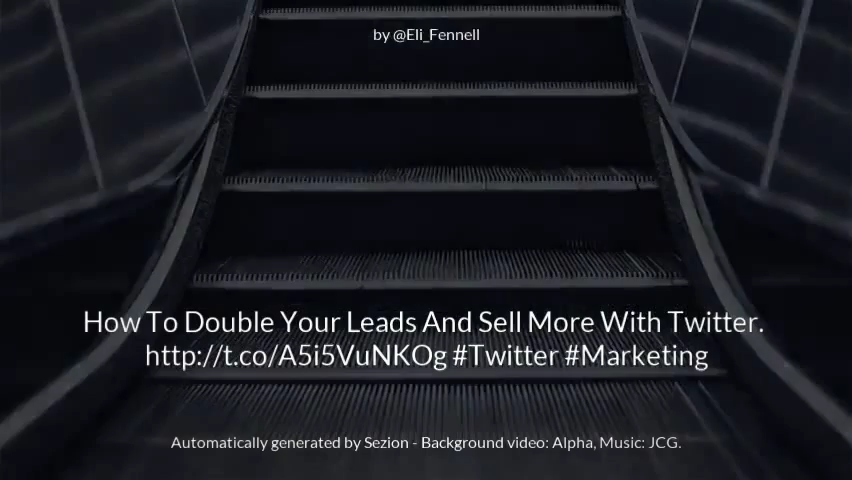 by @Eli_Fennell
How To Double Your Leads And Sell More With Twitter.
http://t.co/A5i5VuNKOg #Twitter #Marketing
Automatically generated by Sezion - Background video: Alpha, Music: JCG.